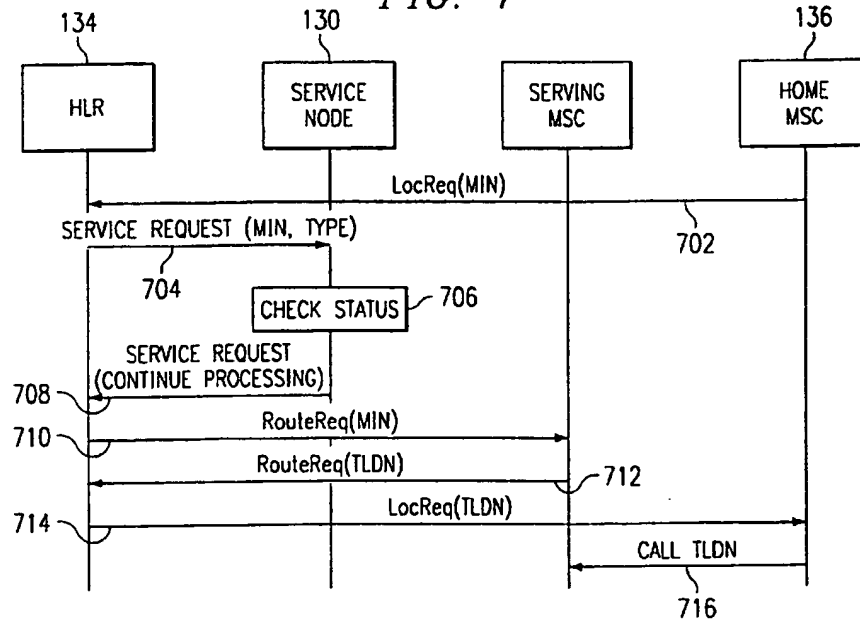 FIG. 7
134
130
136
HLR
SERVICE
NODE
SERVING
MSC
HOME
MSC
LocReq(MIN)
702
SERVICE REQUEST (MIN, TYPE)
704
CHECK STATUS
706
SERVICE REQUEST
(CONTINUE PROCESSING)
708
RouteReq(MIN)
710
RouteReq(TLDN)
712
LocReq(TLDN)
714
CALL TLDN
716